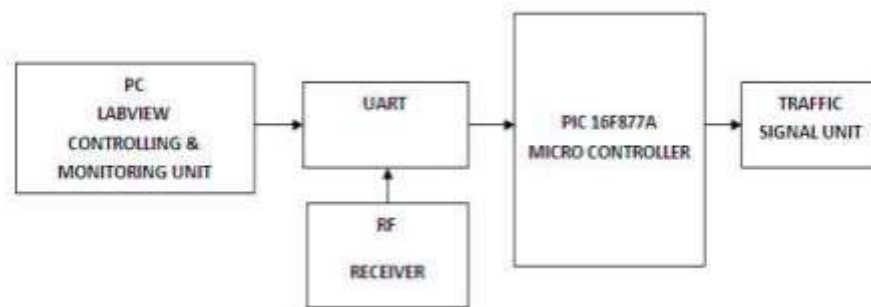 PC
LABVIEW
CONTROLLING &
MONITORING UNIT
UART
RF
RECEIVER
PIC 16F877A
MICRO CONTROLLER
TRAFFIC
SIGNAL UNIT